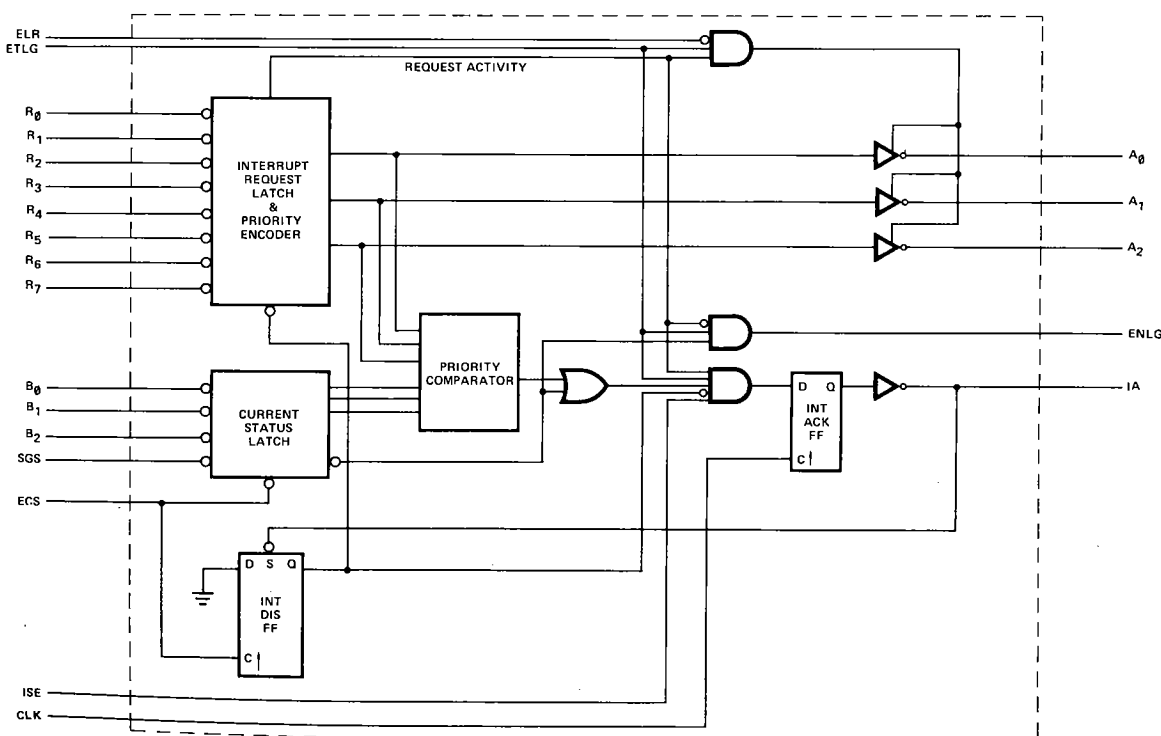 ELR
ETLG
REQUEST ACTIVITY
R0
R1
R2
R3
R4
R5
R6
R7
INTERRUPT
REQUEST
LATCH
&
PRIORITY
ENCODER
A0
A1
A2
PRIORITY
COMPARATOR
ENLG
B0
B1
B2
SGS
CURRENT
STATUS
LATCH
D Q
INT
ACK
FF
C
IA
ECS
D S Q
INT
DIS
FF
C
ISE
CLK